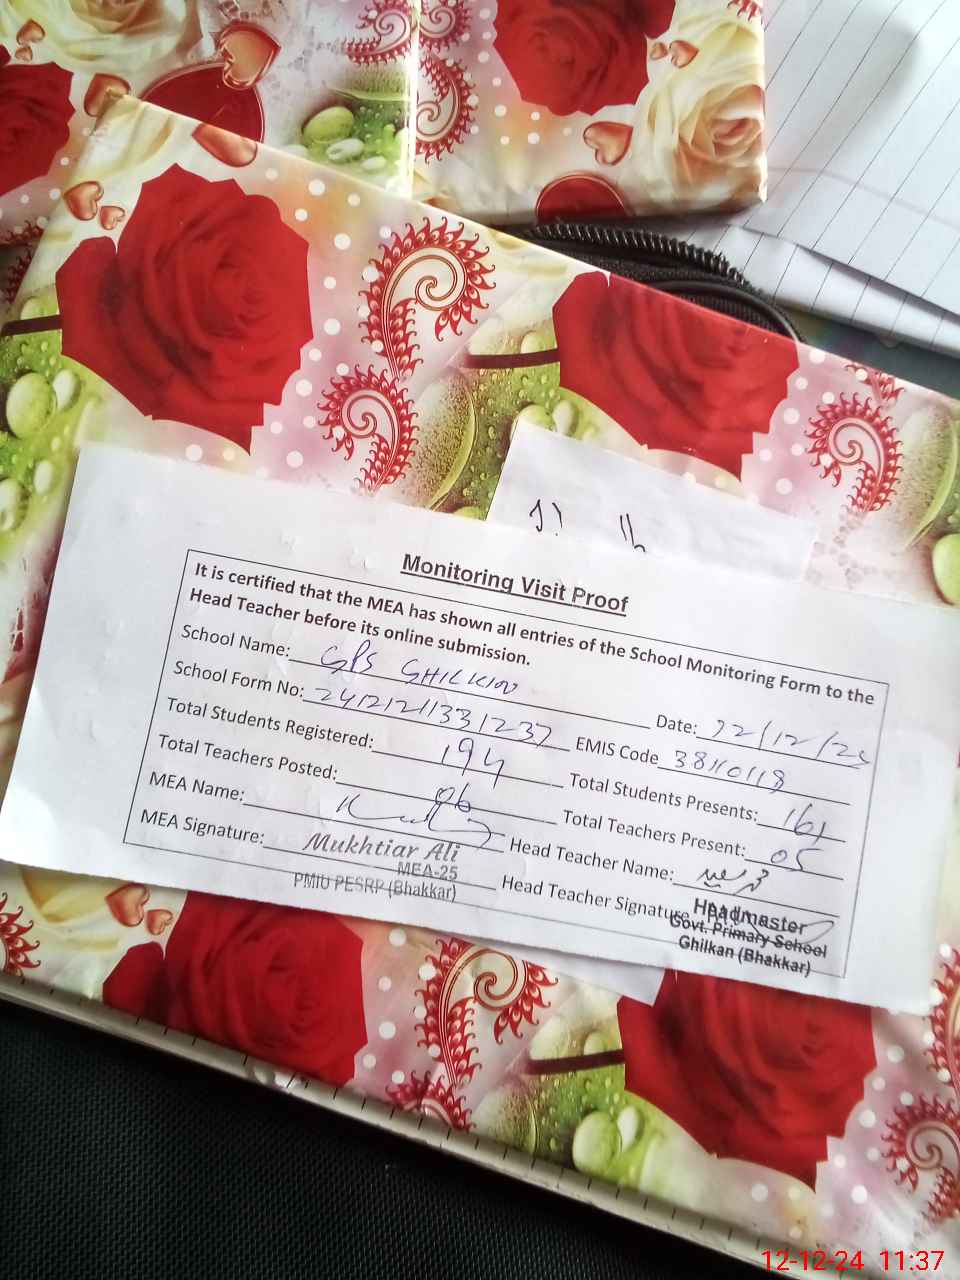 Monitoring Visit Proof
It is certified that the MEA has shown all entries of the School Monitoring Form to the
Head Teacher before its online submission.
School Name: GPS GHILKAN Date: 12/12/24
School Form No: 24121211331237 EMIS Code 38110118
Total Students Registered: 194 Total Students Presents: 161
Total Teachers Posted: 06 Total Teachers Present: 05
MEA Name: Head Teacher Name:
MEA Signature: Mukhtiar Ali Head Teacher Signature
MEA-25
PMIU PESRP (Bhakkar)
Headmaster
Govt. Primary School
Ghilkan (Bhakkar)
12-12-24 11:37